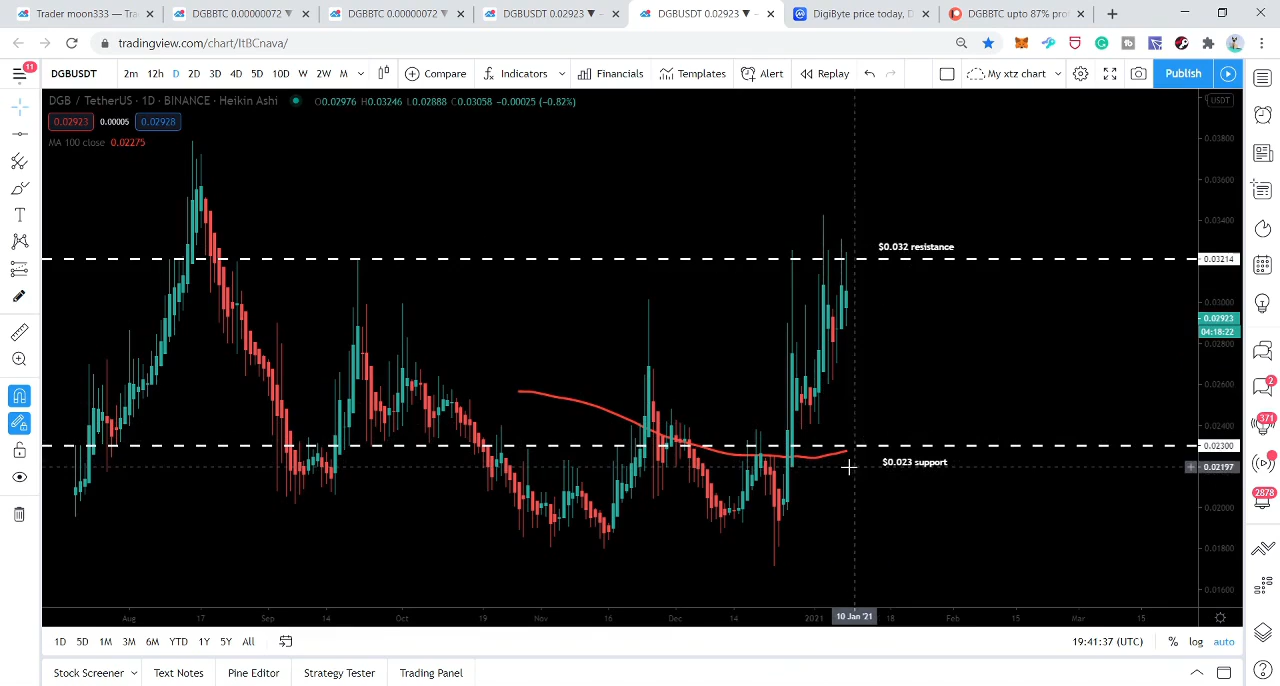 Trader moon333 — Tra
DGBBTC 0.00000072 ▼
DGBBTC 0.00000072 ▼
DGBUSDT 0.02923 ▼ –
DGBUSDT 0.02923 ▼ –
DigiByte price today, D
DGBBTC upto 87% pro
tradingview.com/chart/ItBCnava/
11
DGBUSDT
2m 12h D 2D 3D 4D 5D 10D W 2W M
Compare
Indicators
Financials
Templates
Alert
Replay
My xtz chart
Publish
DGB / TetherUS · 1D · BINANCE · Heikin Ashi
O0.02976 H0.03246 L0.02888 C0.03058 −0.00025 (−0.82%)
USDT
0.02923 0.00005 0.02928
MA 100 close 0.02275
0.03800
0.03600
0.03400
$0.032 resistance
0.03214
0.03000
0.02923
04:18:22
0.02800
0.02600
0.02400
0.02300
$0.023 support
0.02197
0.02000
0.01800
0.01600
2
371
2878
Aug 17 Sep 14 Oct 19 Nov 16 Dec 14 2021 10 Jan '21 18 Feb 15 Mar 15
1D 5D 1M 3M 6M YTD 1Y 5Y All
19:41:37 (UTC) % log auto
Stock Screener Text Notes Pine Editor Strategy Tester Trading Panel